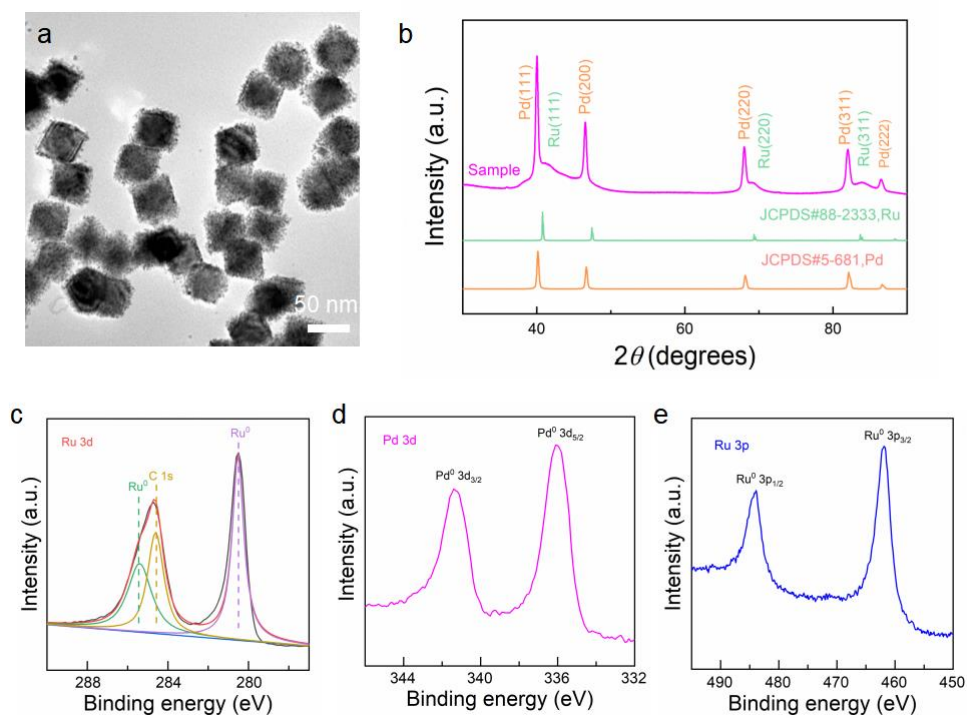 a
50 nm
b
Intensity (a.u.)
Pd(111)
Ru(111)
Pd(200)
Pd(220)
Ru(220)
Pd(311)
Ru(311)
Pd(222)
Sample
JCPDS#88-2333,Ru
JCPDS#5-681,Pd
40 60 80
2θ (degrees)
c
Ru 3d
Ru⁰
C 1s
Ru⁰
Intensity (a.u.)
288 284 280
Binding energy (eV)
d
Pd 3d
Pd⁰ 3d₃/₂
Pd⁰ 3d₅/₂
Intensity (a.u.)
344 340 336 332
Binding energy (eV)
e
Ru 3p
Ru⁰ 3p₁/₂
Ru⁰ 3p₃/₂
Intensity (a.u.)
490 480 470 460 450
Binding energy (eV)